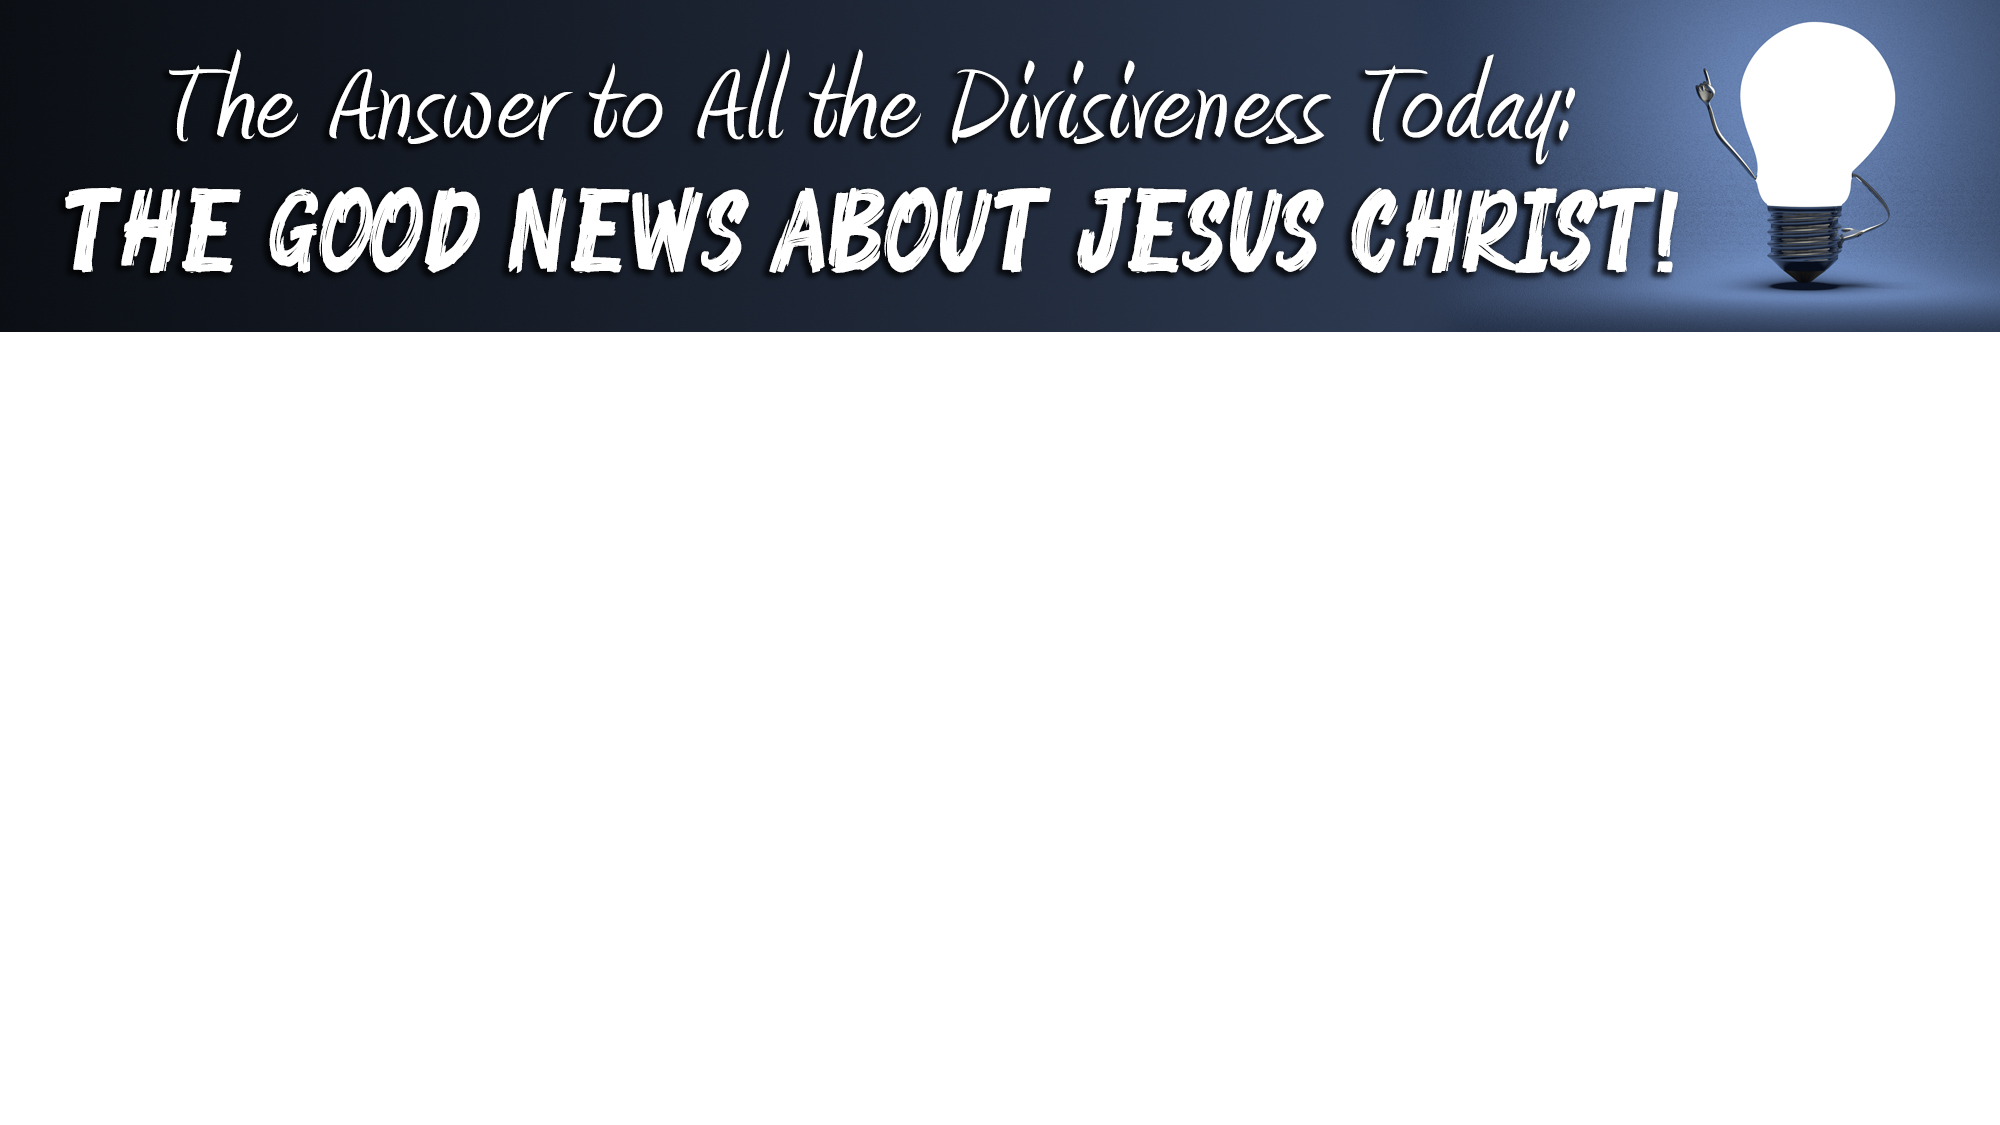 The Answer to All the Divisiveness Today:
THE GOOD NEWS ABOUT JESUS CHRIST!